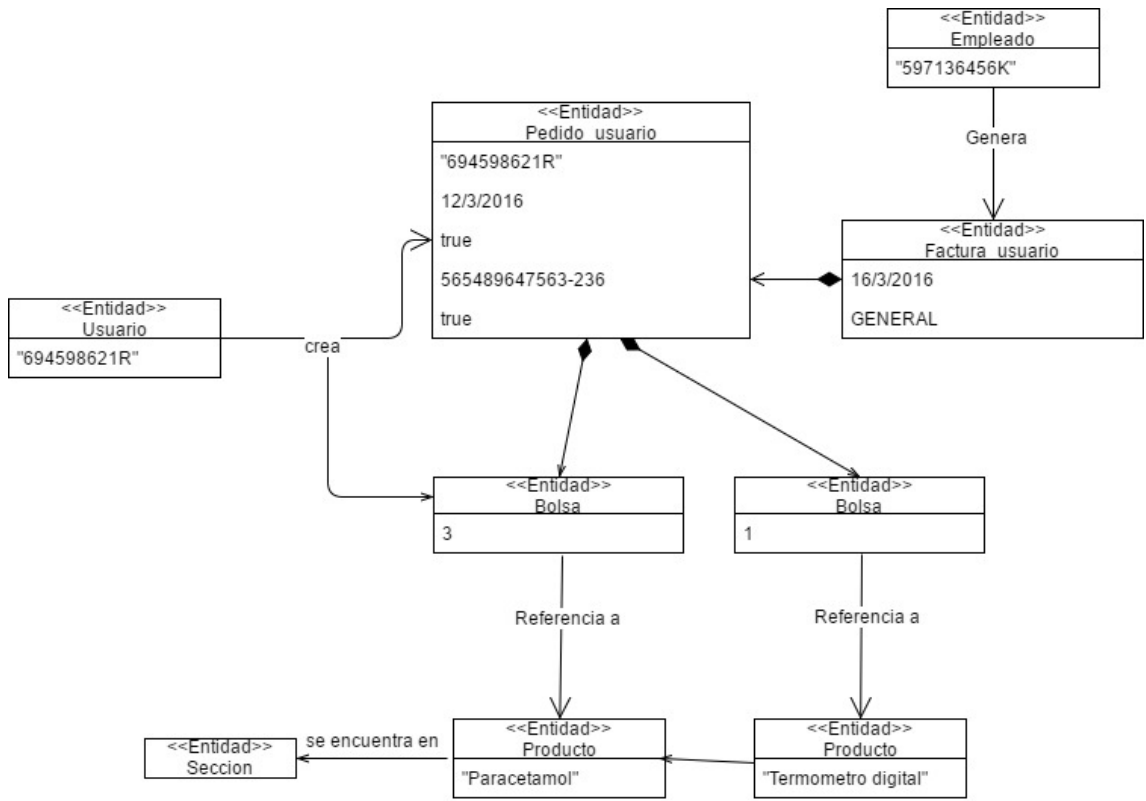 <<Entidad>>
Empleado
"597136456K"
Genera
<<Entidad>>
Pedido_usuario
"694598621R"
12/3/2016
true
565489647563-236
true
<<Entidad>>
Factura_usuario
16/3/2016
GENERAL
<<Entidad>>
Usuario
"694598621R"
crea
<<Entidad>>
Bolsa
3
<<Entidad>>
Bolsa
1
Referencia a
Referencia a
<<Entidad>>
Seccion
se encuentra en
<<Entidad>>
Producto
"Paracetamol"
<<Entidad>>
Producto
"Termometro digital"